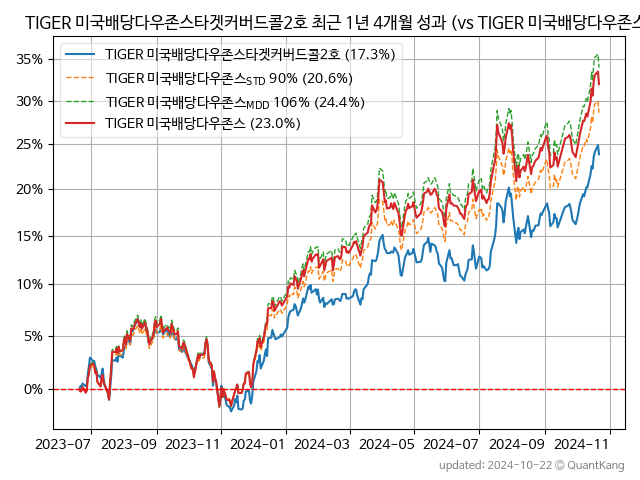 TIGER 미국배당다우존스타겟커버드콜2호 최근 1년 4개월 성과 (vs TIGER 미국배당다우존스
TIGER 미국배당다우존스타겟커버드콜2호 (17.3%)
TIGER 미국배당다우존스STD 90% (20.6%)
TIGER 미국배당다우존스MDD 106% (24.4%)
TIGER 미국배당다우존스 (23.0%)
35%
30%
25%
20%
15%
10%
5%
0%
2023-07 2023-09 2023-11 2024-01 2024-03 2024-05 2024-07 2024-09 2024-11
updated: 2024-10-22 © QuantKang